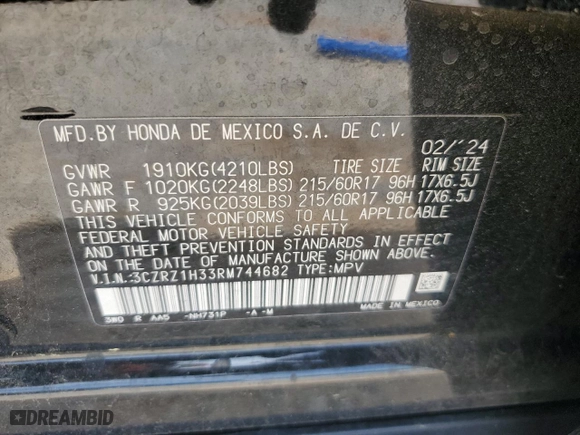 MFD.BY HONDA DE MEXICO S.A. DE C.V.
02/'24
GVWR 1910KG(4210LBS) TIRE SIZE RIM SIZE
GAWR F 1020KG(2248LBS) 215/60R17 96H 17X6.5J
GAWR R 925KG(2039LBS) 215/60R17 96H 17X6.5J
THIS VEHICLE CONFORMS TO ALL APPLICABLE
FEDERAL MOTOR VEHICLE SAFETY
AND THEFT PREVENTION STANDARDS IN EFFECT
ON THE DATE OF MANUFACTURE SHOWN ABOVE.
V.I.N.:3CZRZ1H33RM744682 TYPE:MPV
3W0 R AA5 -NH731P -A -M
MADE IN MEXICO
DREAMBID